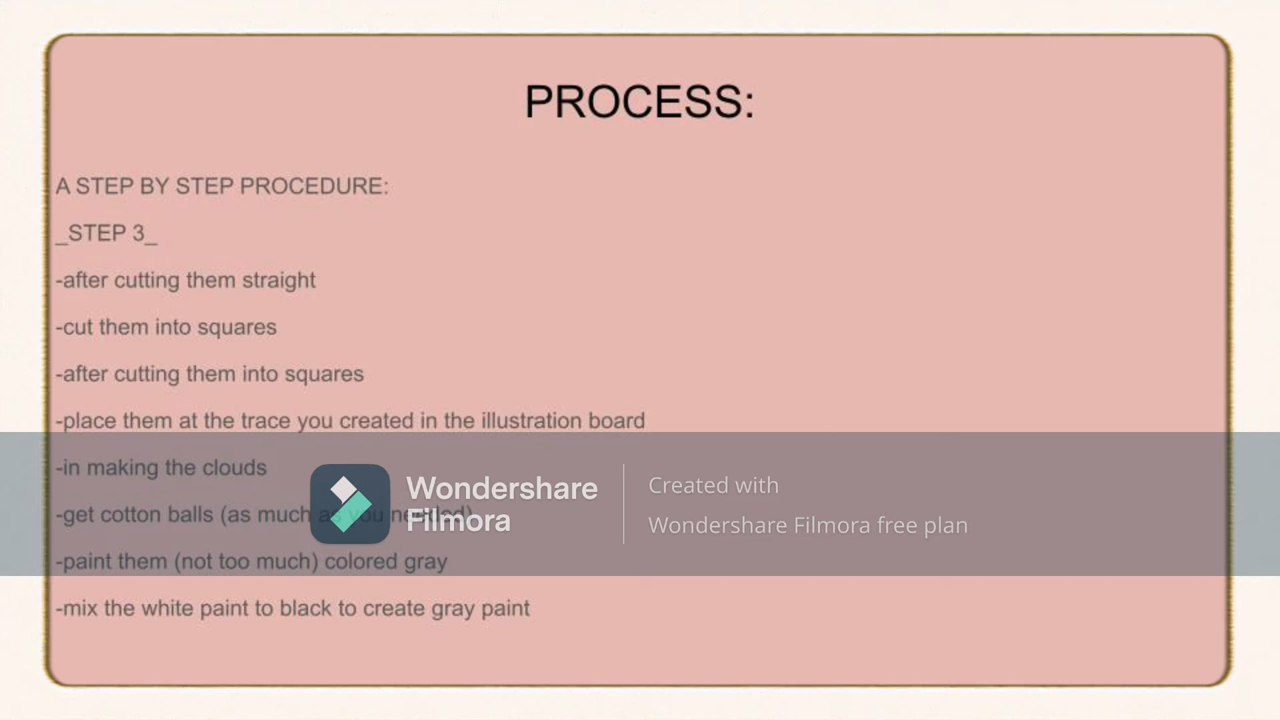 PROCESS:
A STEP BY STEP PROCEDURE:
_STEP 3_
-after cutting them straight
-cut them into squares
-after cutting them into squares
-place them at the trace you created in the illustration board
-in making the clouds
-get cotton balls (as much as you needed)
-paint them (not too much) colored gray
-mix the white paint to black to create gray paint
Wondershare
Filmora
Created with
Wondershare Filmora free plan